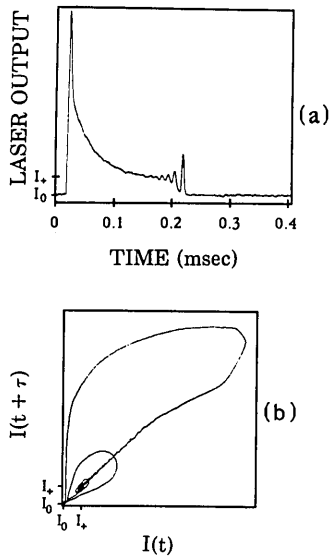 LASER OUTPUT
I₊
I₀
(a)
0 0.1 0.2 0.3 0.4
TIME (msec)
I(t + τ)
I₊
I₀
(b)
I₀ I₊
I(t)